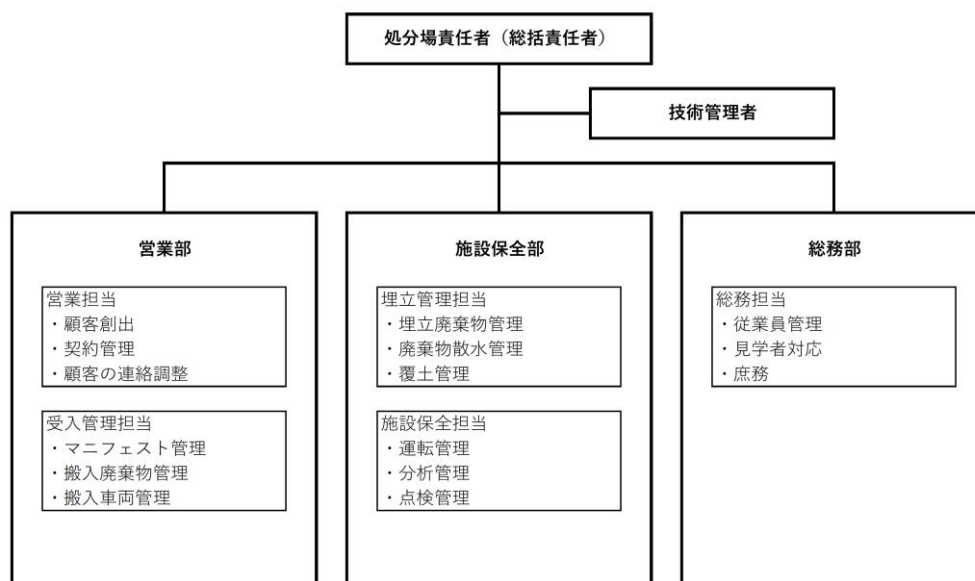 処分場責任者（総括責任者）
技術管理者
営業部
営業担当
・顧客創出
・契約管理
・顧客の連絡調整
受入管理担当
・マニフェスト管理
・搬入廃棄物管理
・搬入車両管理
施設保全部
埋立管理担当
・埋立廃棄物管理
・廃棄物散水管理
・覆土管理
施設保全担当
・運転管理
・分析管理
・点検管理
総務部
総務担当
・従業員管理
・見学者対応
・庶務